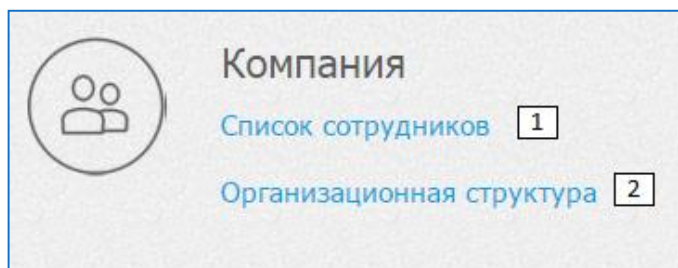 Компания
Список сотрудников 1
Организационная структура 2